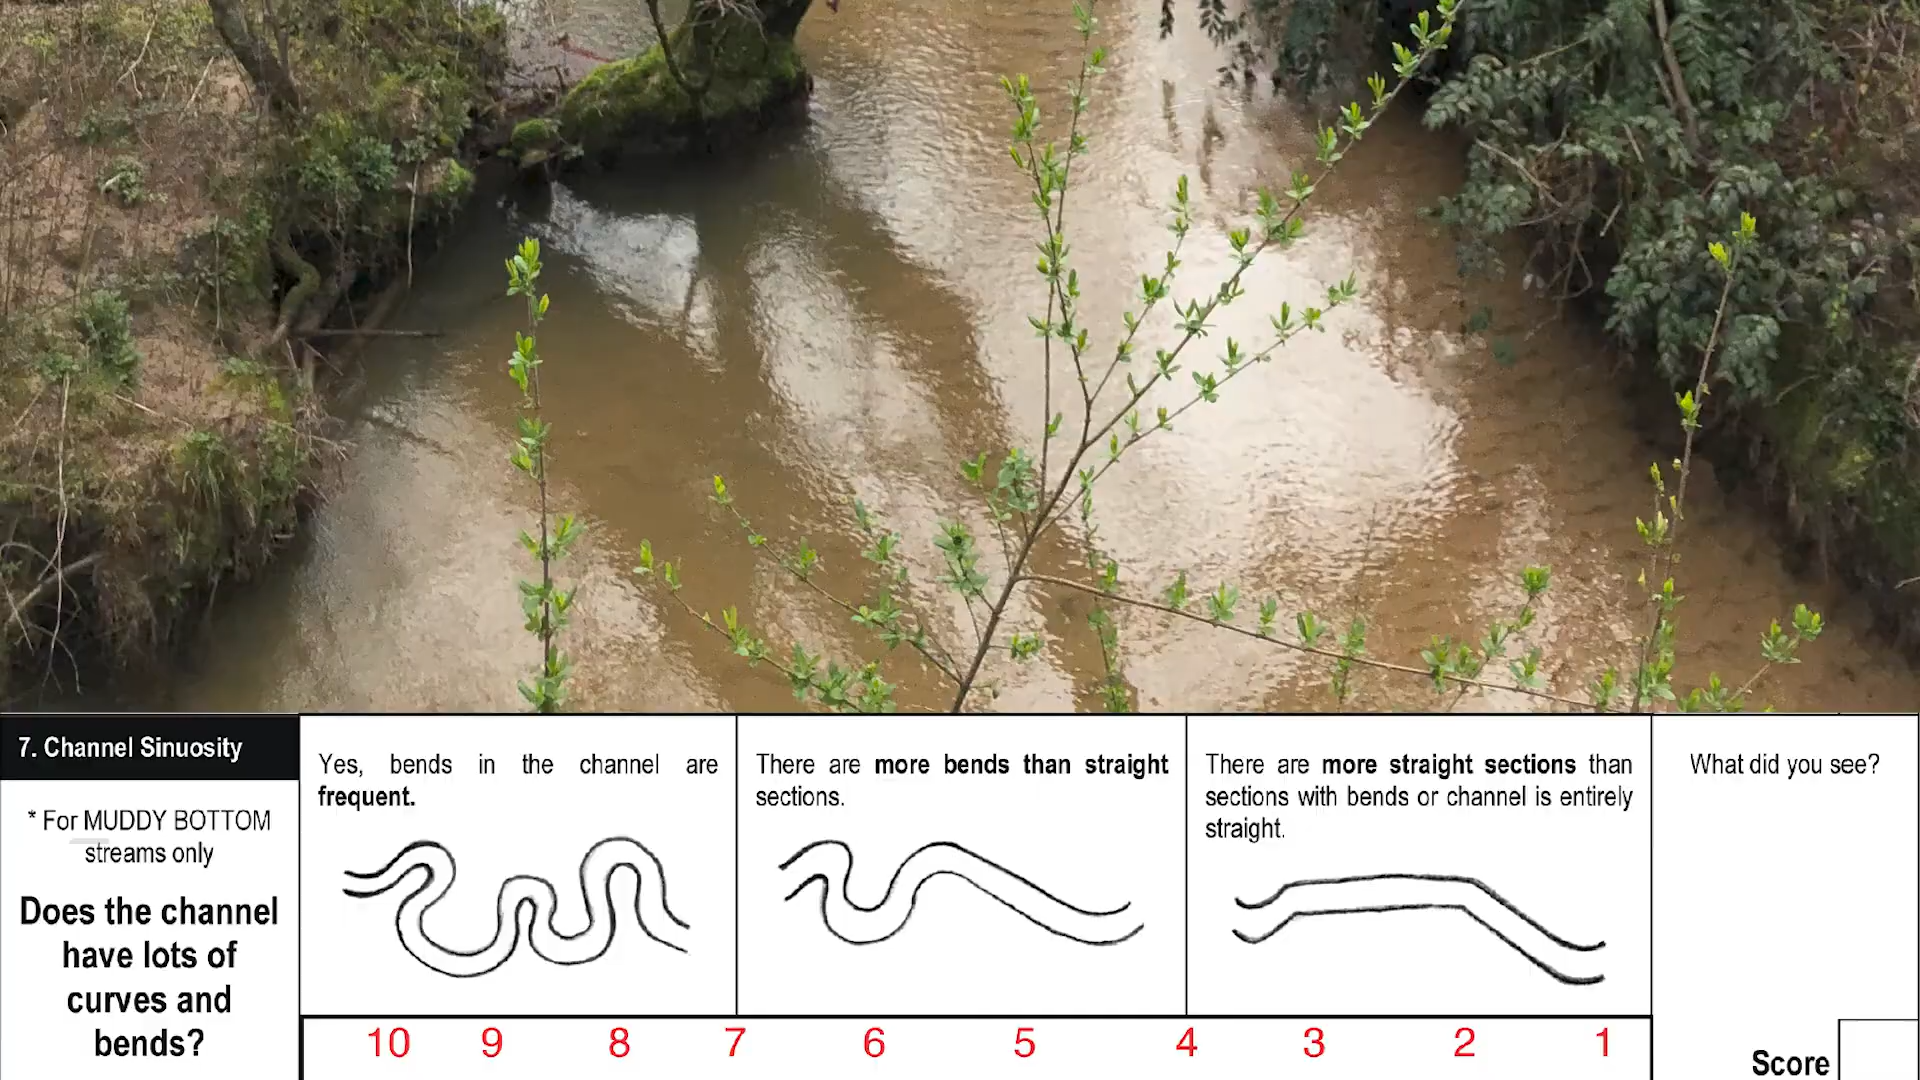 7. Channel Sinuosity
* For MUDDY BOTTOM
streams only
Does the channel
have lots of
curves and
bends?
Yes, bends in the channel are
frequent.
There are more bends than straight
sections.
There are more straight sections than
sections with bends or channel is entirely
straight.
What did you see?
10 9 8 7 6 5 4 3 2 1
Score